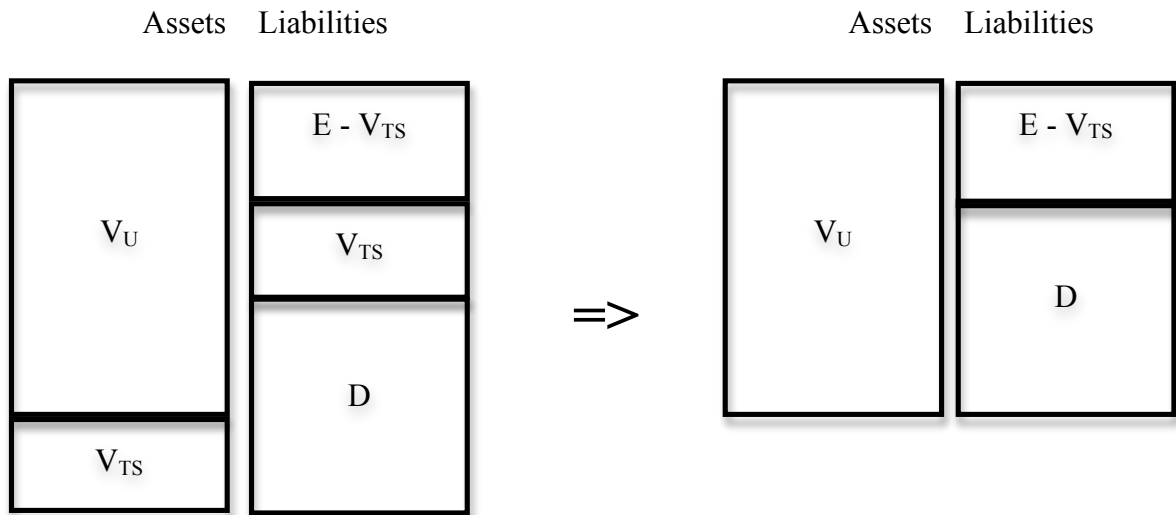 Assets Liabilities Assets Liabilities
E - VTS E - VTS
VU VTS VU
=> D
D
VTS